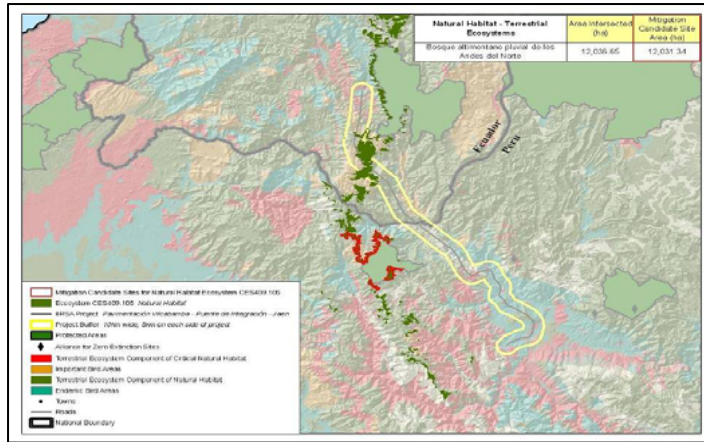 Natural Habitat - Terrestrial
Ecosystems
Area Intersected
(ha)
Mitigation
Candidate Site
Area (ha)
Bosque altimontano pluvial de los
Andes del Norte
12,036.65
12,031.34
Ecuador
Peru
Mitigation Candidate Sites for Natural Habitat Ecosystem CES409.105
Ecosystem CES409.105 Natural Habitat
IIRSA Project Pavimentación Vilcabamba - Puente de Integración - Jaen
Project Buffer 10km wide, 5km on each side of project
Protected Areas
Alliance for Zero Extinction Sites
Terrestrial Ecosystem Component of Critical Natural Habitat
Important Bird Areas
Terrestrial Ecosystem Component of Natural Habitat
Endemic Bird Areas
Towns
Roads
National Boundary